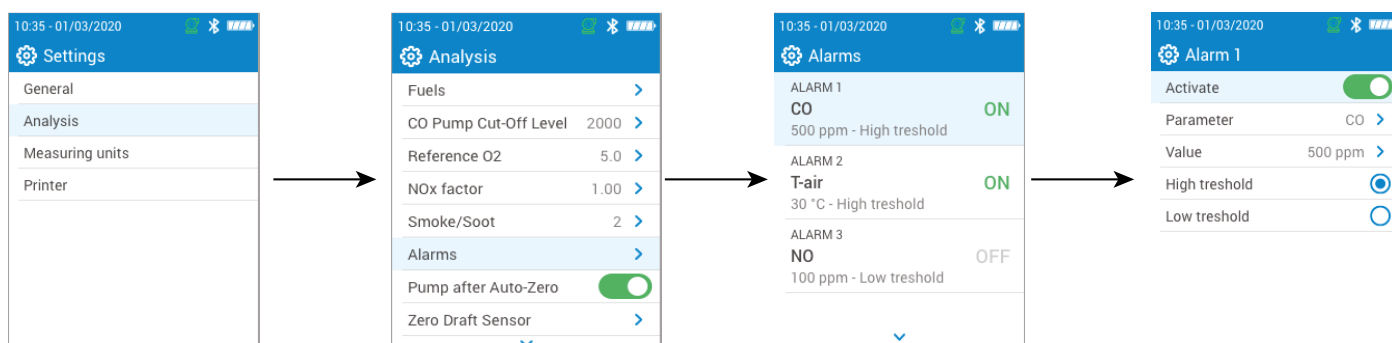 10:35 - 01/03/2020
Settings
General
Analysis
Measuring units
Printer
10:35 - 01/03/2020
Analysis
Fuels
CO Pump Cut-Off Level 2000
Reference O2 5.0
NOx factor 1.00
Smoke/Soot 2
Alarms
Pump after Auto-Zero
Zero Draft Sensor
10:35 - 01/03/2020
Alarms
ALARM 1
CO ON
500 ppm - High treshold
ALARM 2
T-air ON
30 °C - High treshold
ALARM 3
NO OFF
100 ppm - Low treshold
10:35 - 01/03/2020
Alarm 1
Activate
Parameter CO
Value 500 ppm
High treshold
Low treshold